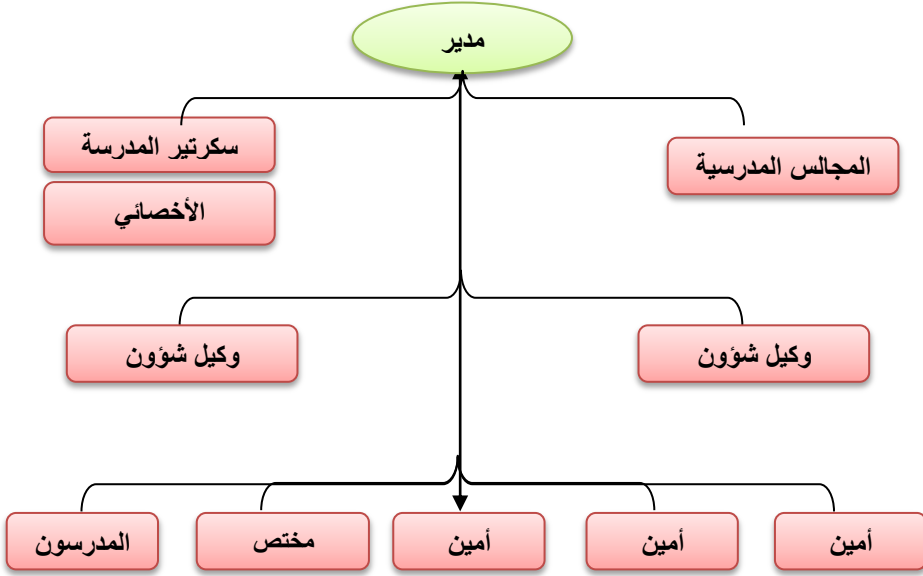 مدير
المجالس المدرسية
سكرتير المدرسة
الأخصائي
وكيل شؤون
وكيل شؤون
أمين
أمين
أمين
مختص
المدرسون